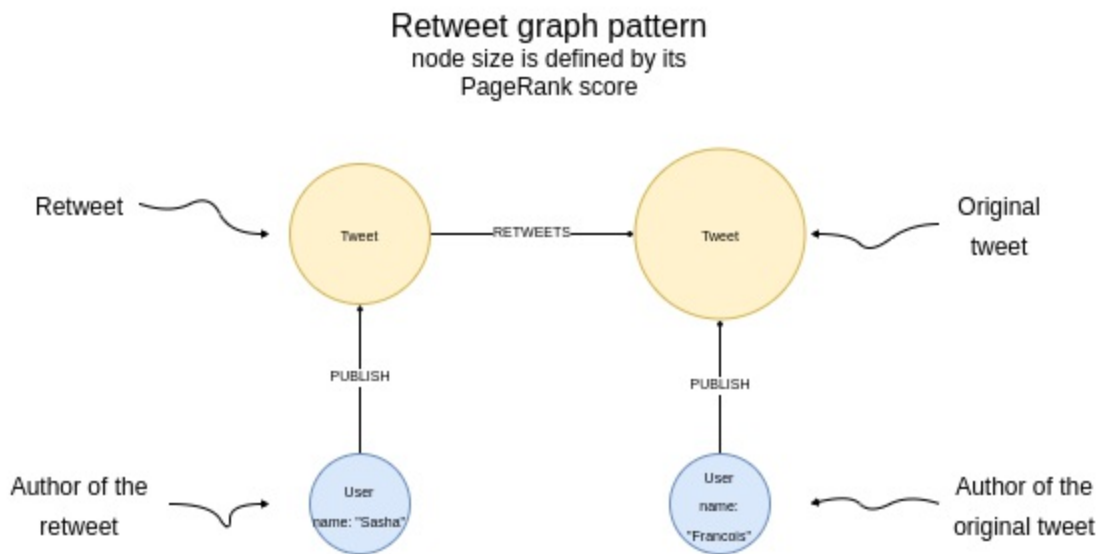 Retweet graph pattern
node size is defined by its
PageRank score
Retweet
Tweet
RETWEETS
Tweet
Original
tweet
PUBLISH
PUBLISH
Author of the
retweet
User
name: "Sasha"
User
name:
"Francois"
Author of the
original tweet